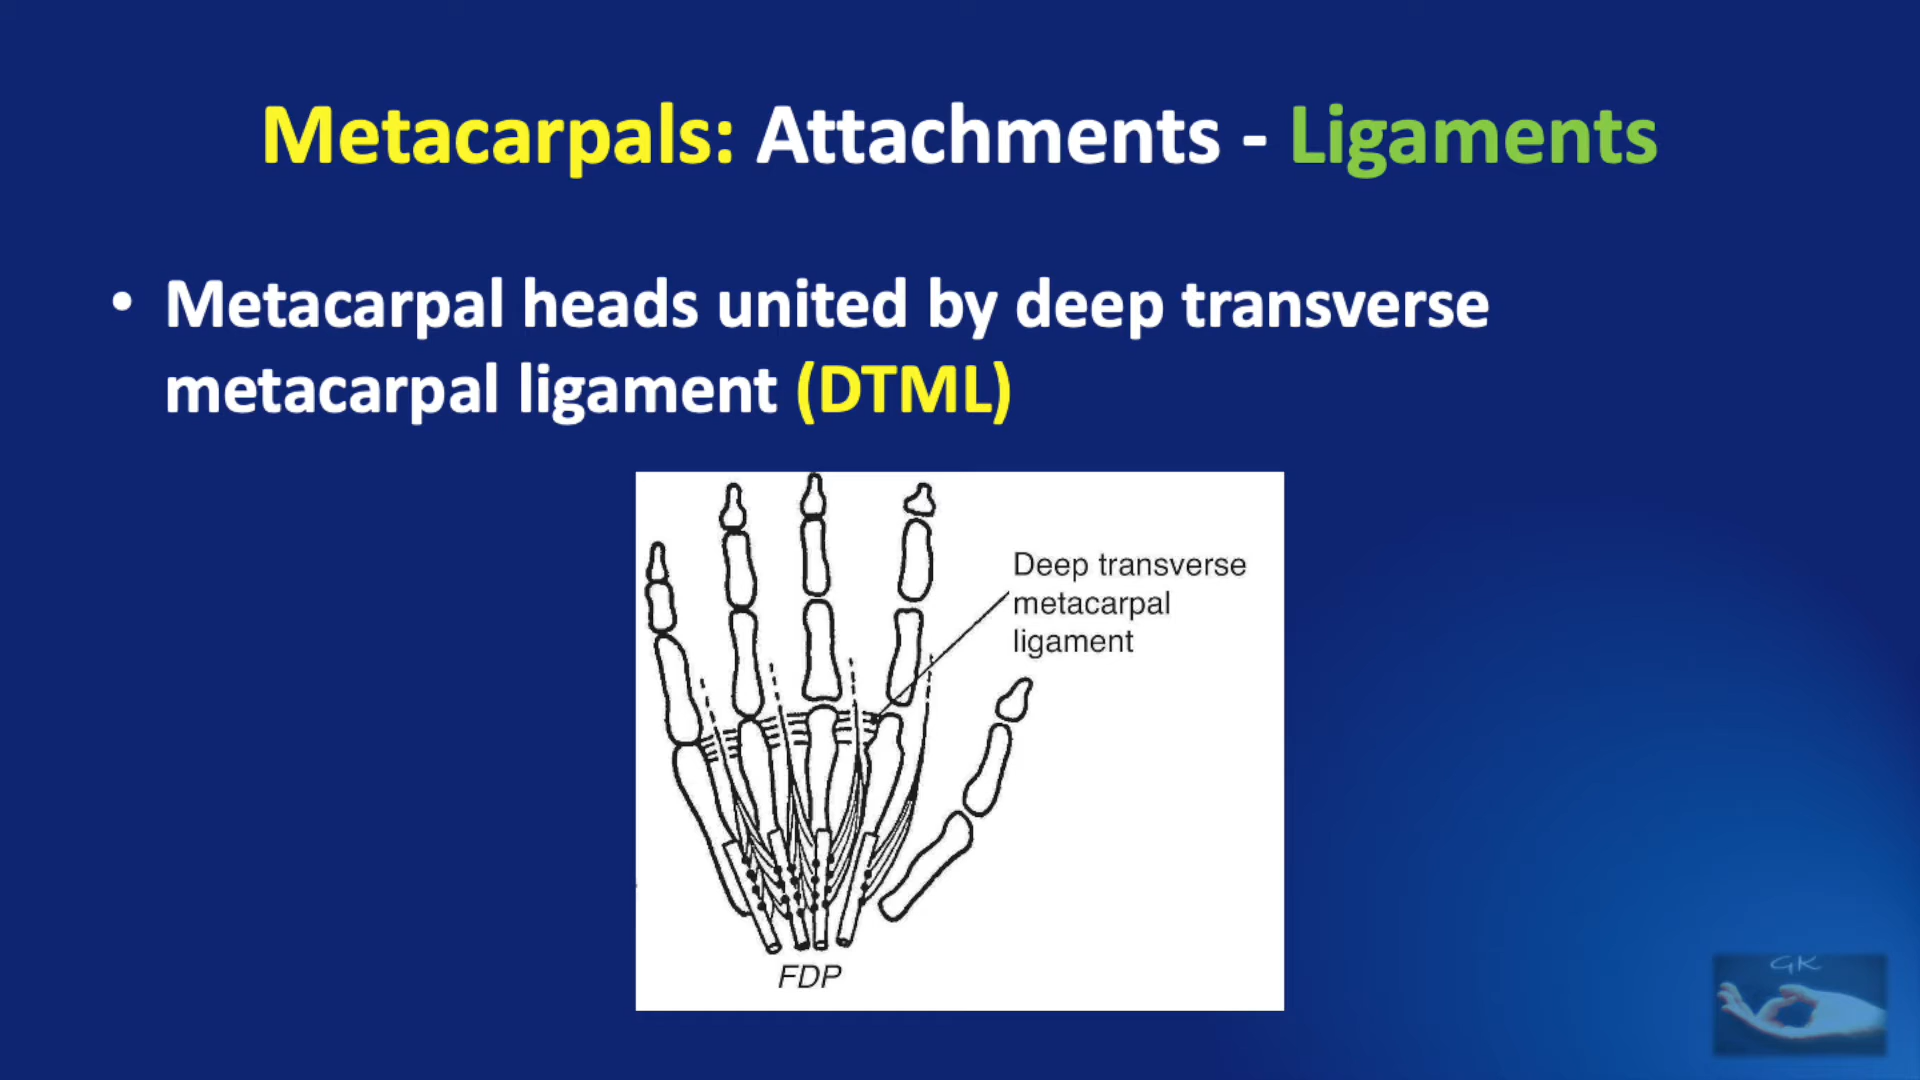 Metacarpals: Attachments - Ligaments
• Metacarpal heads united by deep transverse
metacarpal ligament (DTML)
Deep transverse
metacarpal
ligament
FDP
GK